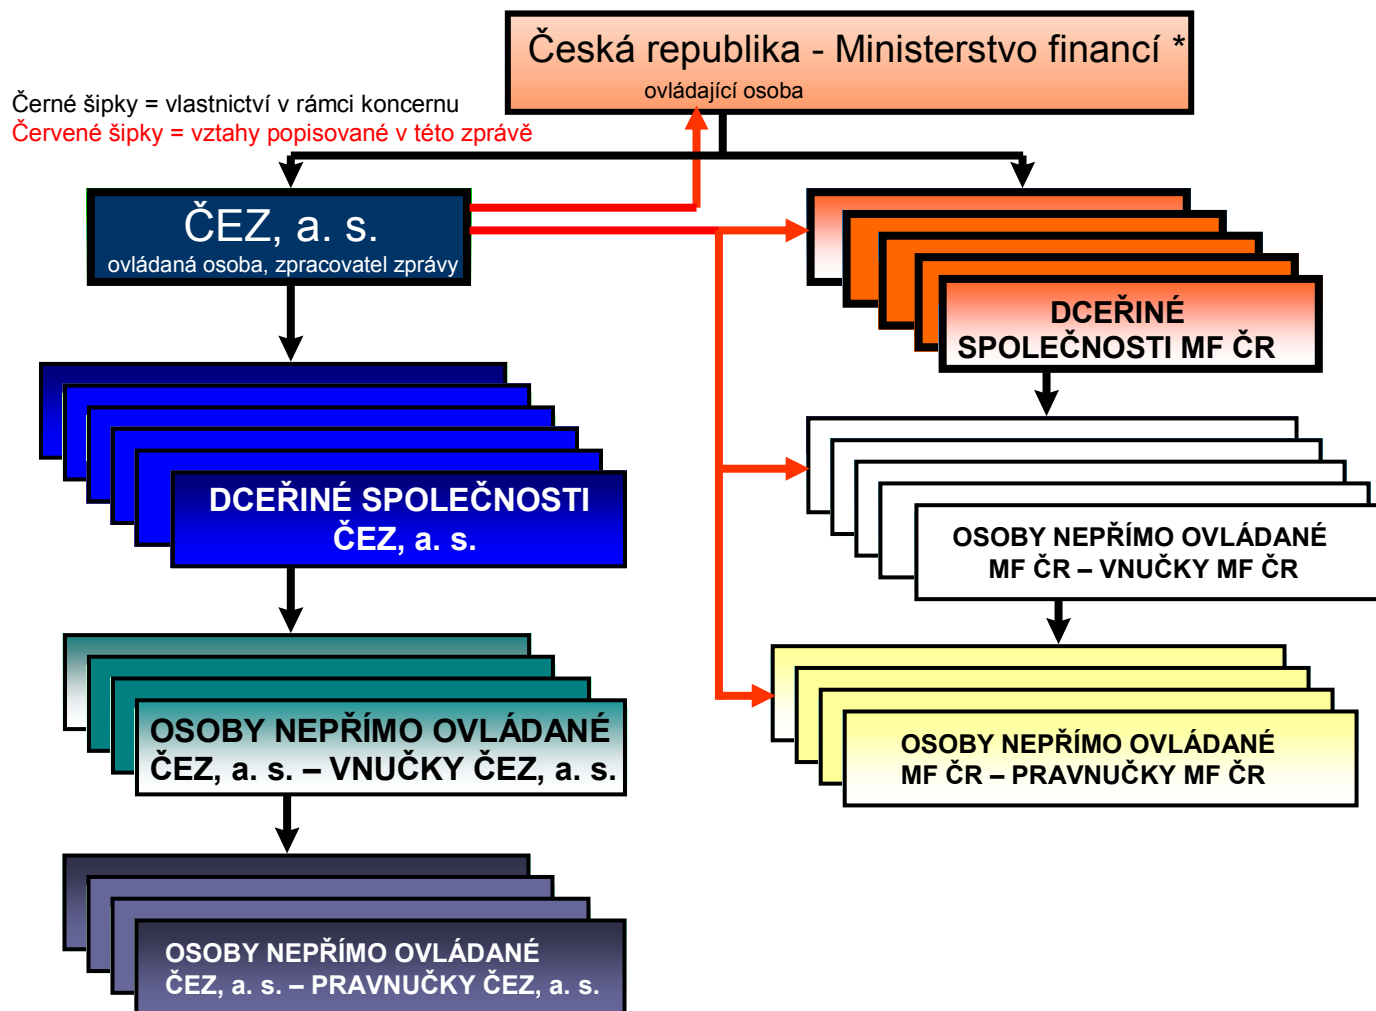 Česká republika - Ministerstvo financí *
ovládající osoba
Černé šipky = vlastnictví v rámci koncernu
Červené šipky = vztahy popisované v této zprávě
ČEZ, a. s.
ovládaná osoba, zpracovatel zprávy
DCEŘINÉ
SPOLEČNOSTI MF ČR
DCEŘINÉ SPOLEČNOSTI
ČEZ, a. s.
OSOBY NEPŘÍMO OVLÁDANÉ
MF ČR – VNUČKY MF ČR
OSOBY NEPŘÍMO OVLÁDANÉ
ČEZ, a. s. – VNUČKY ČEZ, a. s.
OSOBY NEPŘÍMO OVLÁDANÉ
MF ČR – PRAVNUČKY MF ČR
OSOBY NEPŘÍMO OVLÁDANÉ
ČEZ, a. s. – PRAVNUČKY ČEZ, a. s.